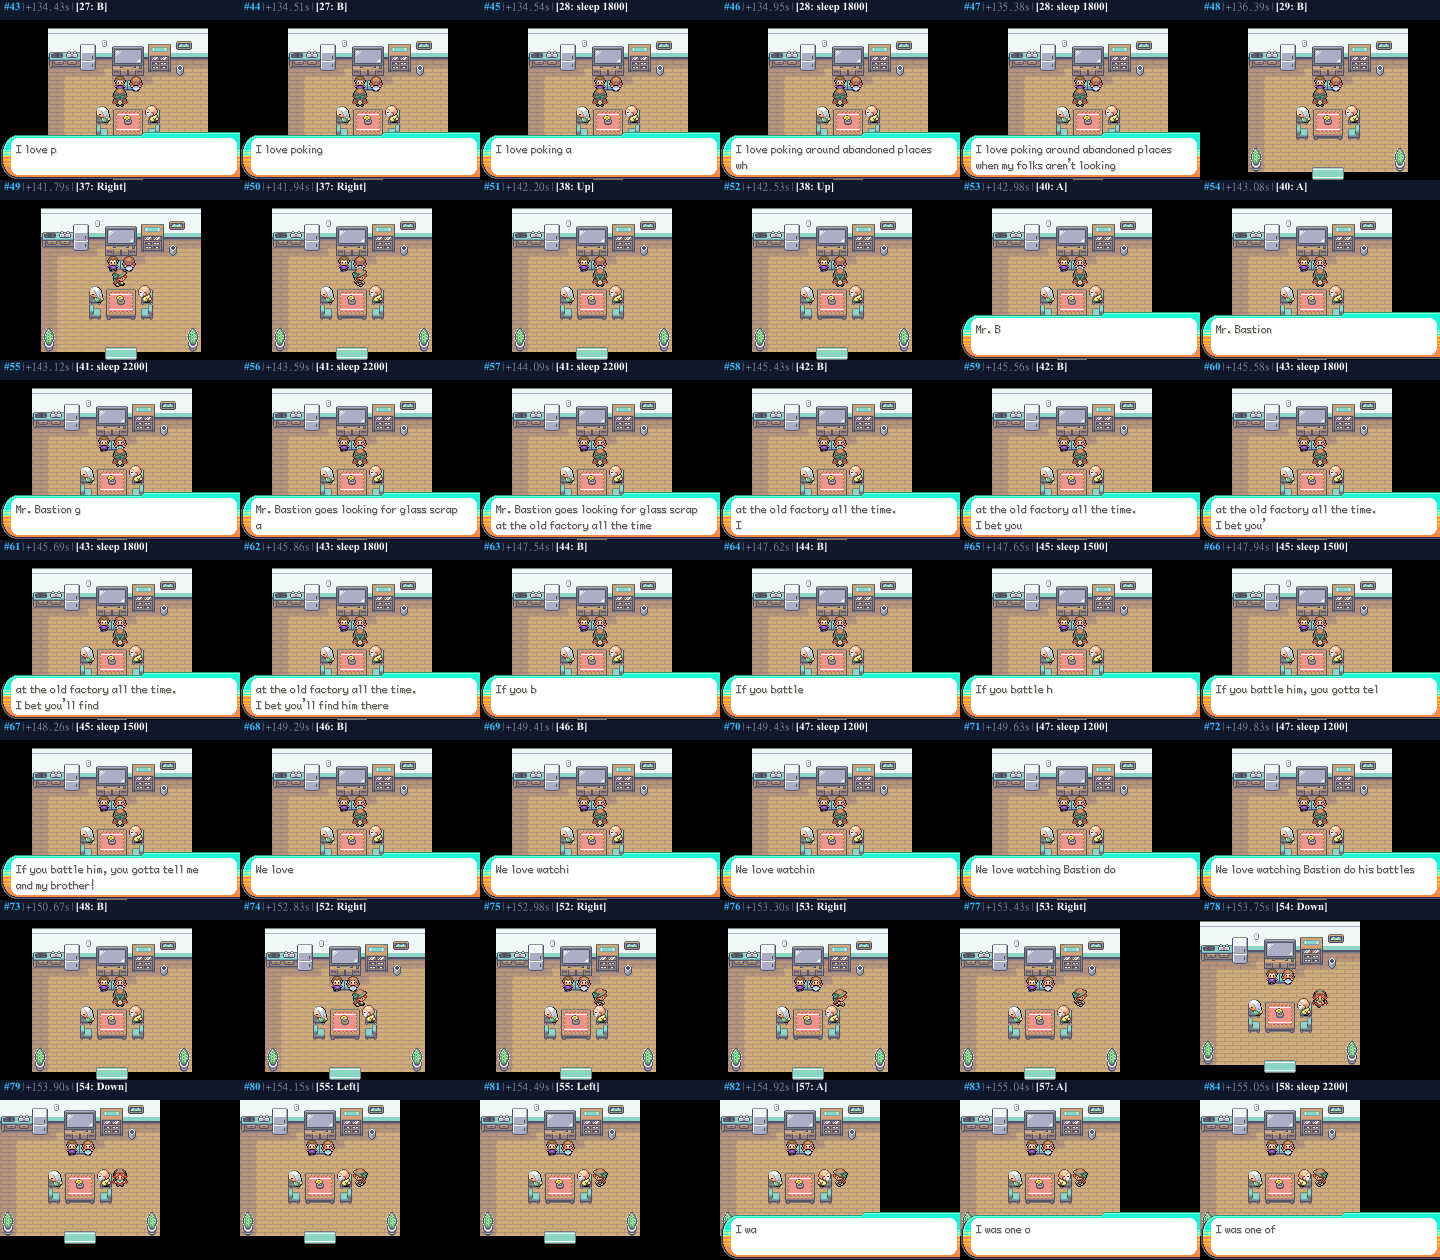 #43|+134.43s| [27: B]
#44|+134.51s| [27: B]
#45|+134.54s| [28: sleep 1800]
#46|+134.95s| [28: sleep 1800]
#47|+135.38s| [28: sleep 1800]
#48|+136.39s| [29: B]
I love p
I love poking
I love poking a
I love poking around abandoned places
wh
I love poking around abandoned places
when my folks aren't looking
#49|+141.79s| [37: Right]
#50|+141.94s| [37: Right]
#51|+142.20s| [38: Up]
#52|+142.53s| [38: Up]
#53|+142.98s| [40: A]
#54|+143.08s| [40: A]
Mr. B
Mr. Bastion
#55|+143.12s| [41: sleep 2200]
#56|+143.59s| [41: sleep 2200]
#57|+144.09s| [41: sleep 2200]
#58|+145.43s| [42: B]
#59|+145.56s| [42: B]
#60|+145.58s| [43: sleep 1800]
Mr. Bastion g
Mr. Bastion goes looking for glass scrap
a
Mr. Bastion goes looking for glass scrap
at the old factory all the time
at the old factory all the time.
I
at the old factory all the time.
I bet you
at the old factory all the time.
I bet you'
#61|+145.69s| [43: sleep 1800]
#62|+145.86s| [43: sleep 1800]
#63|+147.54s| [44: B]
#64|+147.62s| [44: B]
#65|+147.65s| [45: sleep 1500]
#66|+147.94s| [45: sleep 1500]
at the old factory all the time.
I bet you'll find
at the old factory all the time.
I bet you'll find him there
If you b
If you battle
If you battle h
If you battle him, you gotta tel
#67|+148.26s| [45: sleep 1500]
#68|+149.29s| [46: B]
#69|+149.41s| [46: B]
#70|+149.43s| [47: sleep 1200]
#71|+149.63s| [47: sleep 1200]
#72|+149.83s| [47: sleep 1200]
If you battle him, you gotta tell me
and my brother!
We love
We love watchi
We love watchin
We love watching Bastion do
We love watching Bastion do his battles
#73|+150.67s| [48: B]
#74|+152.83s| [52: Right]
#75|+152.98s| [52: Right]
#76|+153.30s| [53: Right]
#77|+153.43s| [53: Right]
#78|+153.75s| [54: Down]
#79|+153.90s| [54: Down]
#80|+154.15s| [55: Left]
#81|+154.49s| [55: Left]
#82|+154.92s| [57: A]
#83|+155.04s| [57: A]
#84|+155.05s| [58: sleep 2200]
I wa
I was one o
I was one of